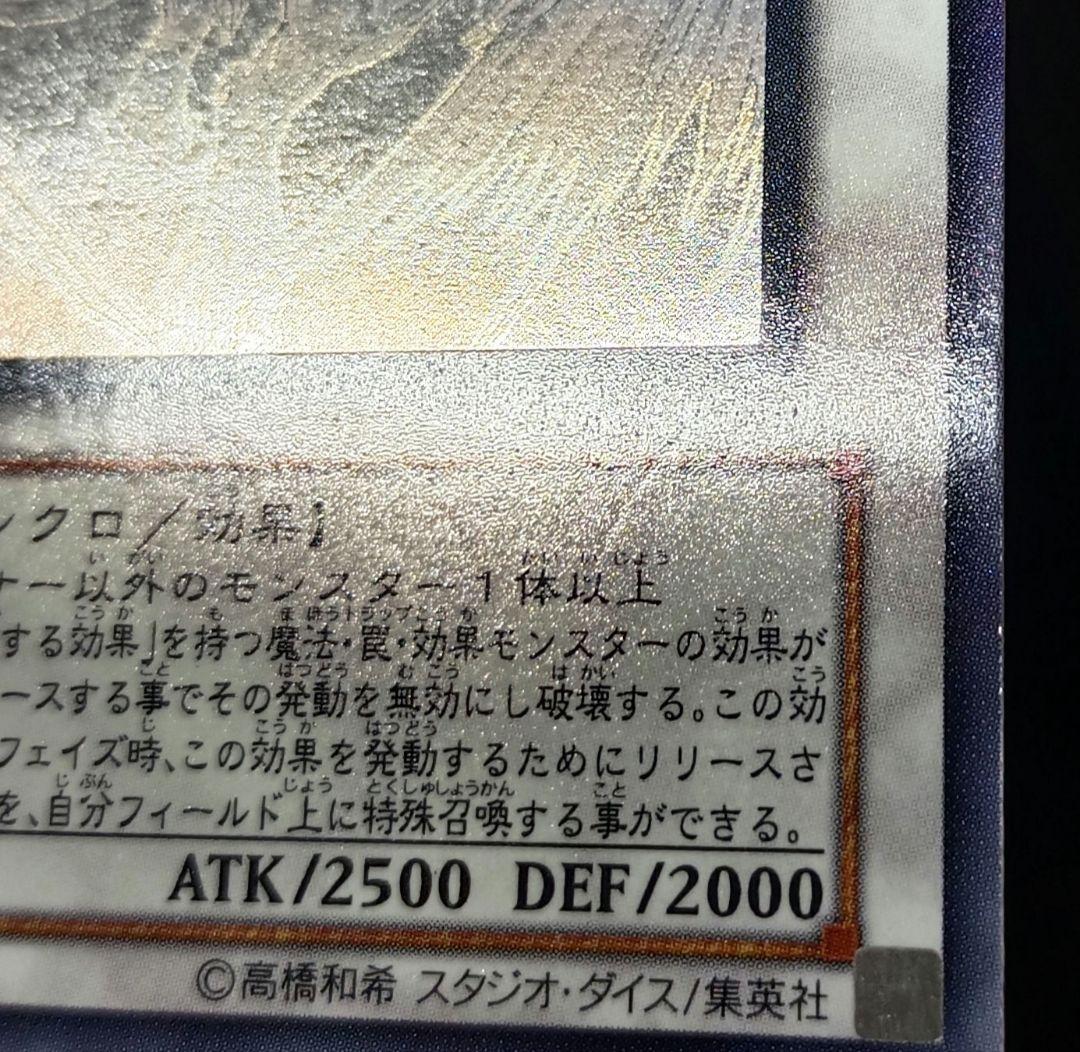 ンクロ／効果】
ナー以外のモンスター１体以上
する効果｣を持つ魔法・罠・効果モンスターの効果が
ースする事でその発動を無効にし破壊する。この効
フェイズ時、この効果を発動するためにリリースさ
を、自分フィールド上に特殊召喚する事ができる。
ATK/2500 DEF/2000
©高橋和希 スタジオ・ダイス/集英社